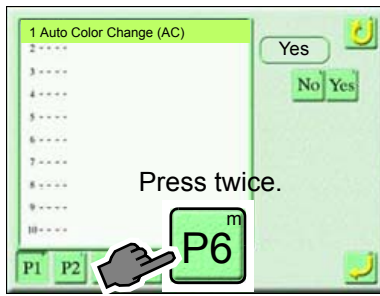 1 Auto Color Change (AC)
2 - - - -
3 - - - -
4 - - - -
5 - - - -
6 - - - -
7 - - - -
8 - - - -
9 - - - -
10 - - - -
Yes
No Yes
Press twice.
m
P6
P1 P2